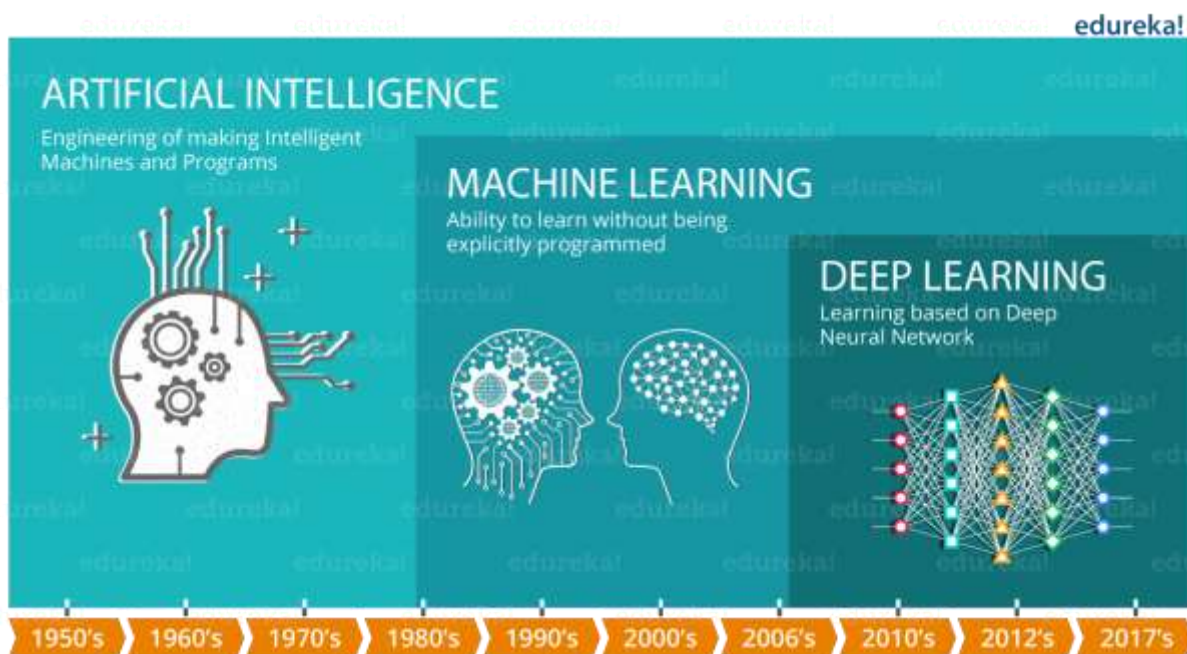 edureka!
ARTIFICIAL INTELLIGENCE
Engineering of making Intelligent
Machines and Programs
MACHINE LEARNING
Ability to learn without being
explicitly programmed
DEEP LEARNING
Learning based on Deep
Neural Network
1950's 1960's 1970's 1980's 1990's 2000's 2006's 2010's 2012's 2017's